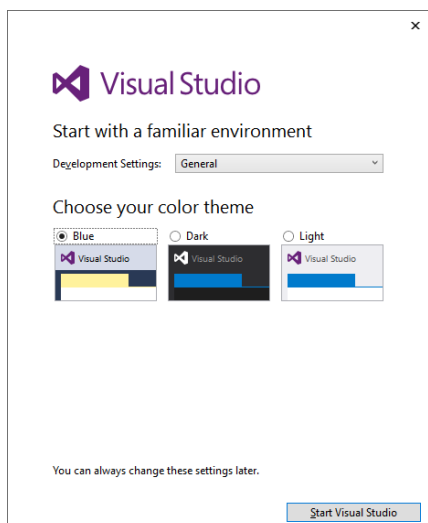 Visual Studio
Start with a familiar environment
Development Settings: General
Choose your color theme
Blue Dark Light
Visual Studio Visual Studio Visual Studio
You can always change these settings later.
Start Visual Studio